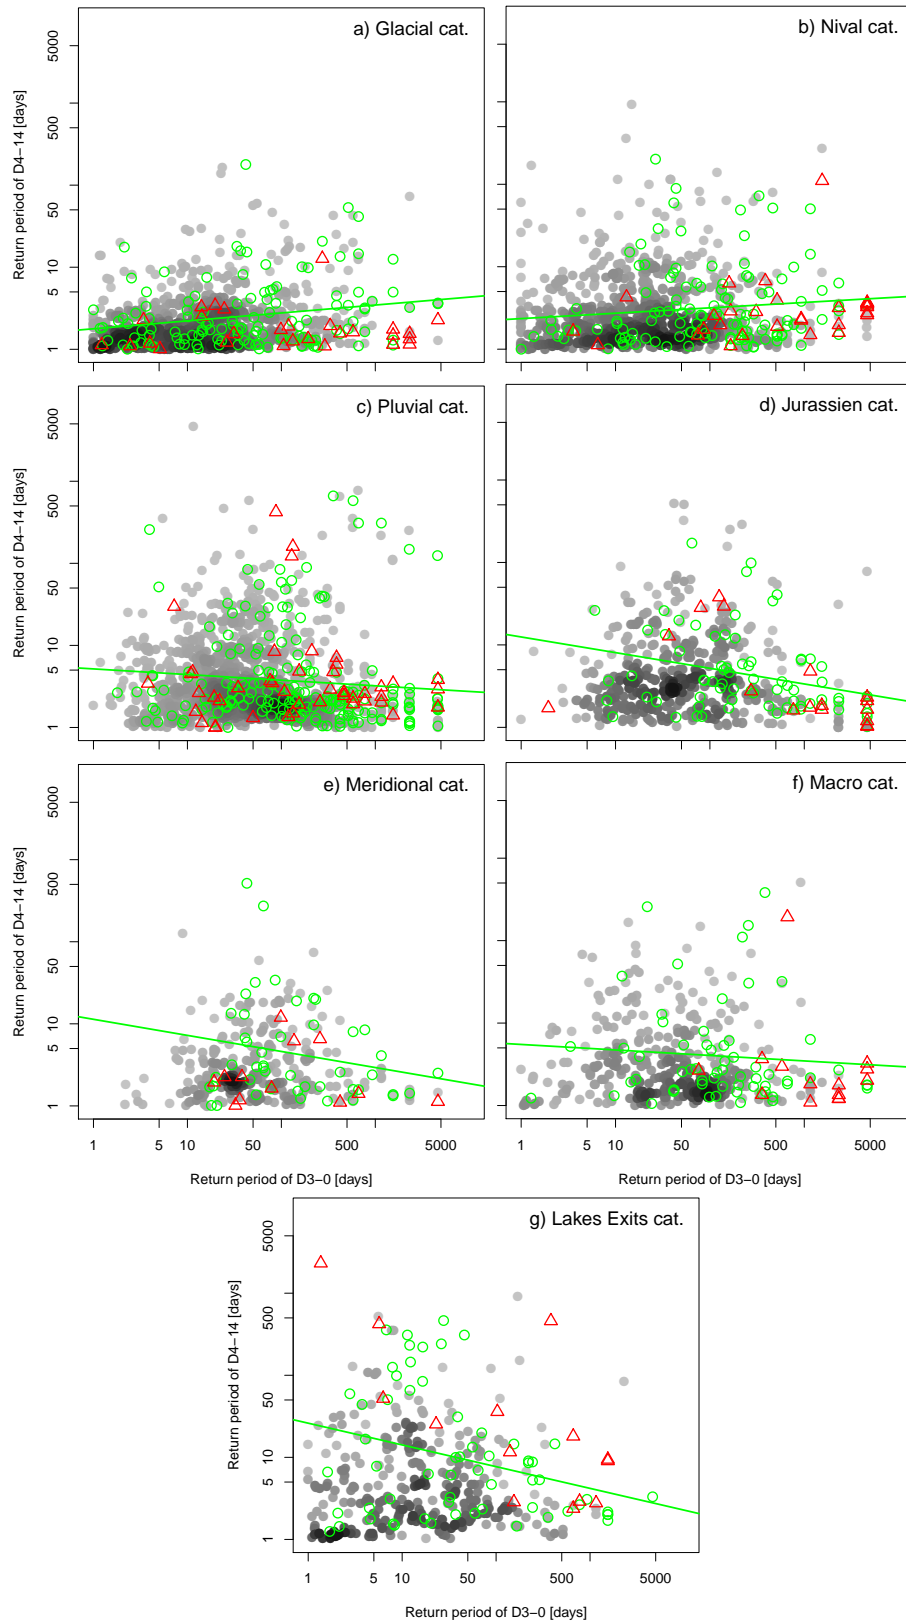 a) Glacial cat.
b) Nival cat.
Return period of D4−14 [days]
5000
500
50
10
5
1
c) Pluvial cat.
d) Jurassien cat.
Return period of D4−14 [days]
5000
500
50
10
5
1
e) Meridional cat.
f) Macro cat.
Return period of D4−14 [days]
5000
500
50
10
5
1
1 5 10 50 500 5000
1 5 10 50 500 5000
Return period of D3−0 [days]
Return period of D3−0 [days]
g) Lakes Exits cat.
Return period of D4−14 [days]
5000
500
50
10
5
1
1 5 10 50 500 5000
Return period of D3−0 [days]